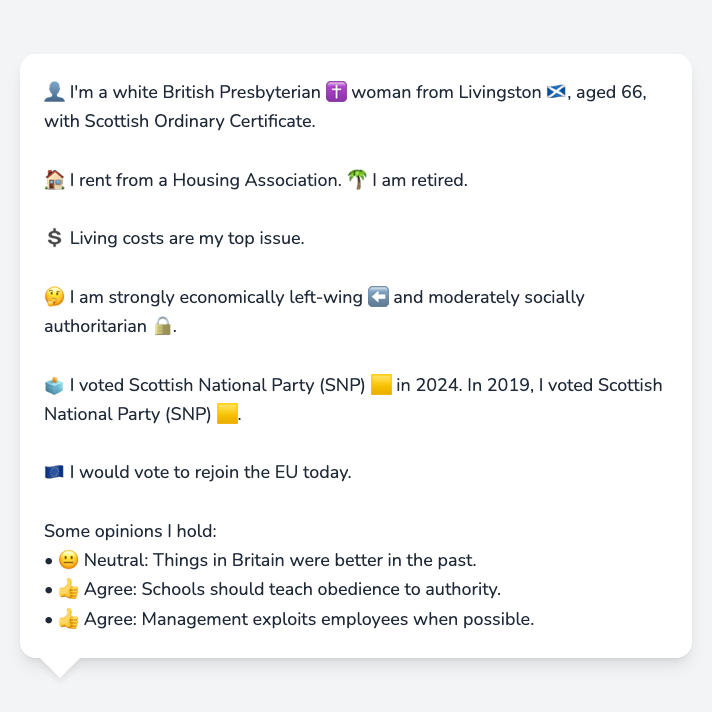 👤 I'm a white British Presbyterian ✝️ woman from Livingston 🏴󠁧󠁢󠁳󠁣󠁴󠁿, aged 66,
with Scottish Ordinary Certificate.
🏠 I rent from a Housing Association. 🌴 I am retired.
💲 Living costs are my top issue.
🤔 I am strongly economically left-wing ⬅️ and moderately socially
authoritarian 🔒.
🗳️ I voted Scottish National Party (SNP) 🟨 in 2024. In 2019, I voted Scottish
National Party (SNP) 🟨.
🇪🇺 I would vote to rejoin the EU today.
Some opinions I hold:
• 😐 Neutral: Things in Britain were better in the past.
• 👍 Agree: Schools should teach obedience to authority.
• 👍 Agree: Management exploits employees when possible.